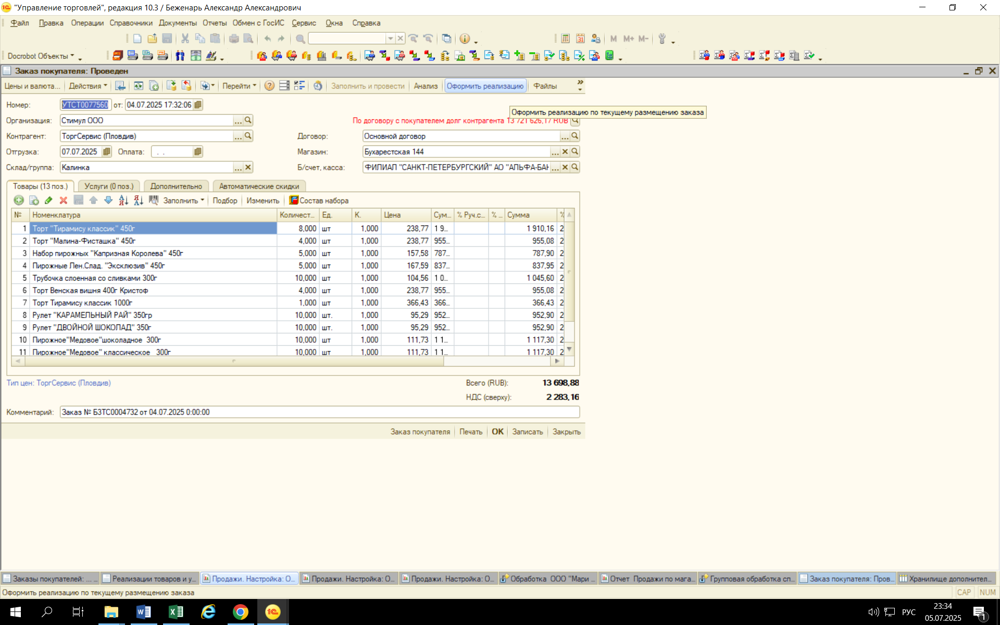 "Управление торговлей", редакция 10.3 / Беженарь Александр Александрович
Файл Правка Операции Справочники Документы Отчеты Обмен с ГосИС Сервис Окна Справка
M M+ M-
Docrobot Объекты
Заказ покупателя: Проведен
Цены и валюта... Действия Перейти Заполнить и провести Анализ Оформить реализацию Файлы
Номер: УТСТ0077560 от: 04.07.2025 17:32:06
Оформить реализацию по текущему размещению заказа
Организация: Стимул ООО По договору с покупателем долг контрагента 13 721 626,17 RUB
Контрагент: ТоргСервис (Пловдив) Договор: Основной договор
Отгрузка: 07.07.2025 Оплата: . . Магазин: Бухарестская 144
Склад/группа: Калинка Б/счет, касса: ФИЛИАЛ "САНКТ-ПЕТЕРБУРГСКИЙ" АО "АЛЬФА-БАН
Товары (13 поз.) Услуги (0 поз.) Дополнительно Автоматические скидки
Заполнить Подбор Изменить Состав набора
№ Номенклатура Количест... Ед. К. Цена Сум... % Руч.с... % ... Сумма %
1 Торт "Тирамису классик" 450г 8,000 шт 1,000 238,77 1 9... 1 910,16 2
2 Торт "Малина-Фисташка" 450г 4,000 шт 1,000 238,77 955... 955,08 2
3 Набор пирожных "Капризная Королева" 450г 5,000 шт 1,000 157,58 787... 787,90 2
4 Пирожные Лен.Слад. "Эксклюзив" 450г 5,000 шт 1,000 167,59 837... 837,95 2
5 Трубочка слоенная со сливками 300г 10,000 шт 1,000 104,56 1 0... 1 045,60 2
6 Торт Венская вишня 400г Кристоф 4,000 шт 1,000 238,77 955... 955,08 2
7 Торт Тирамису классик 1000г 1,000 шт 1,000 366,43 366... 366,43 2
8 Рулет "КАРАМЕЛЬНЫЙ РАЙ" 350гр 10,000 шт. 1,000 95,29 952... 952,90 2
9 Рулет "ДВОЙНОЙ ШОКОЛАД" 350г 10,000 шт. 1,000 95,29 952... 952,90 2
10 Пирожное"Медовое"шоколадное 300г 10,000 шт 1,000 111,73 1 1... 1 117,30 2
11 Пирожное"Медовое" классическое 300г 10,000 шт 1,000 111,73 1 1... 1 117,30 2
Тип цен: ТоргСервис (Пловдив) Всего (RUB): 13 698,88
НДС (сверху): 2 283,16
Комментарий: Заказ № БЗТС0004732 от 04.07.2025 0:00:00
Заказ покупателя Печать OK Записать Закрыть
Заказы покупателей: ... ... Реализации товаров и у... Продажи. Настройка: О... Продажи. Настройка: О... Продажи. Настройка: О... Обработка ООО "Мари ... Отчет Продажи по мага... Групповая обработка сп... Заказ покупателя: Пров... Хранилище дополнител...
Оформить реализацию по текущему размещению заказа CAP NUM
РУС 23:34
05.07.2025 1